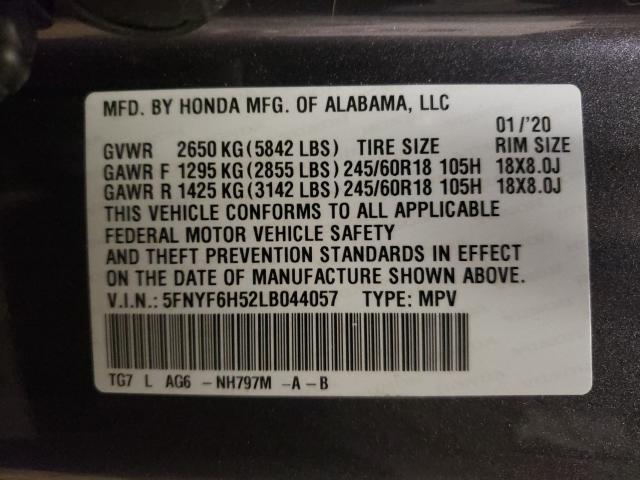 MFD. BY HONDA MFG. OF ALABAMA, LLC
01/'20
GVWR 2650 KG (5842 LBS) TIRE SIZE RIM SIZE
GAWR F 1295 KG (2855 LBS) 245/60R18 105H 18X8.0J
GAWR R 1425 KG (3142 LBS) 245/60R18 105H 18X8.0J
THIS VEHICLE CONFORMS TO ALL APPLICABLE
FEDERAL MOTOR VEHICLE SAFETY
AND THEFT PREVENTION STANDARDS IN EFFECT
ON THE DATE OF MANUFACTURE SHOWN ABOVE.
V.I.N.: 5FNYF6H52LB044057 TYPE: MPV
TG7 L AG6 -NH797M -A-B